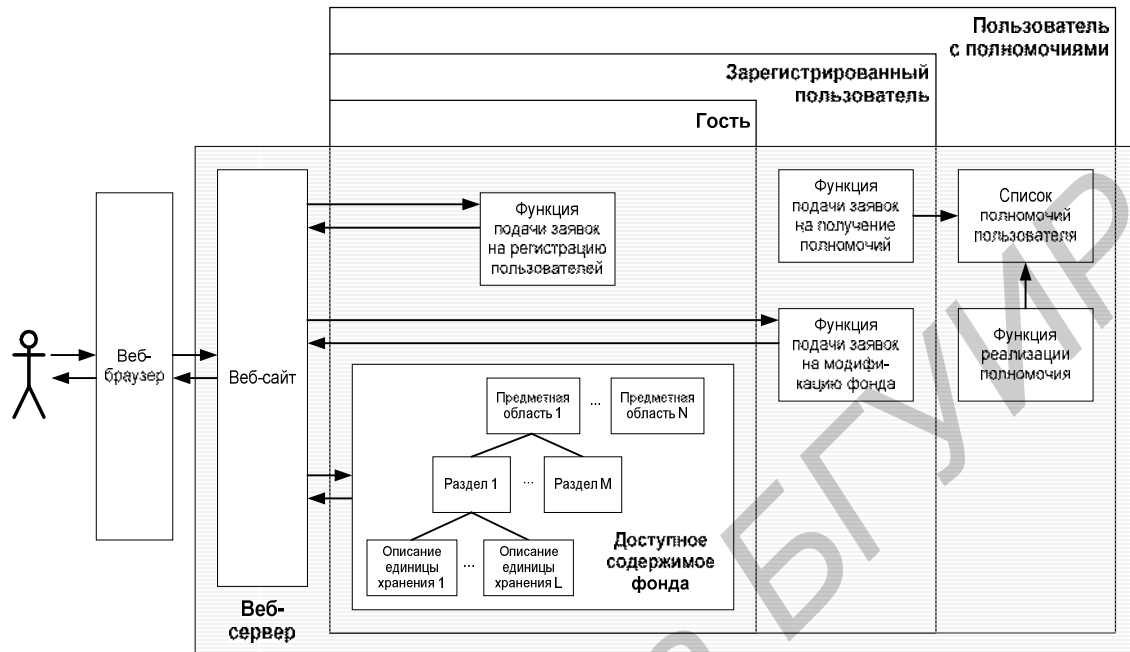 Пользователь
с полномочиями
Зарегистрированный
пользователь
Гость
Функция
подачи заявок
на регистрацию
пользователей
Функция
подачи заявок
на получение
полномочий
Список
полномочий
пользователя
Веб-
браузер
Веб-сайт
Функция
подачи заявок
на модифи-
кацию фонда
Функция
реализации
полномочия
Предметная
область 1
...
Предметная
область N
Раздел 1
...
Раздел M
Описание
единицы
хранения 1
...
Описание
единицы
хранения L
Доступное
содержимое
фонда
Веб-
сервер
БГУИР